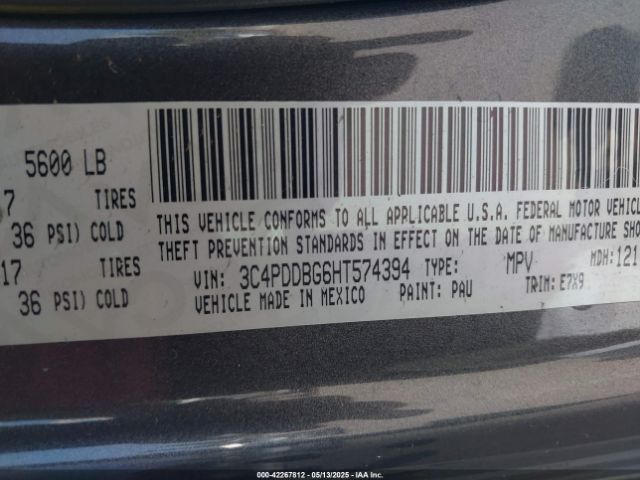 5600 LB
7 TIRES
36 PSI) COLD
17 TIRES
36 PSI) COLD
THIS VEHICLE CONFORMS TO ALL APPLICABLE U.S.A. FEDERAL MOTOR VEHICL
THEFT PREVENTION STANDARDS IN EFFECT ON THE DATE OF MANUFACTURE SHO
VIN: 3C4PDDBG6HT574394 TYPE: MPV MDH: 121
VEHICLE MADE IN MEXICO PAINT: PAU TRIM: E7X9
000-42267812 - 05/13/2025 - IAAI.COM